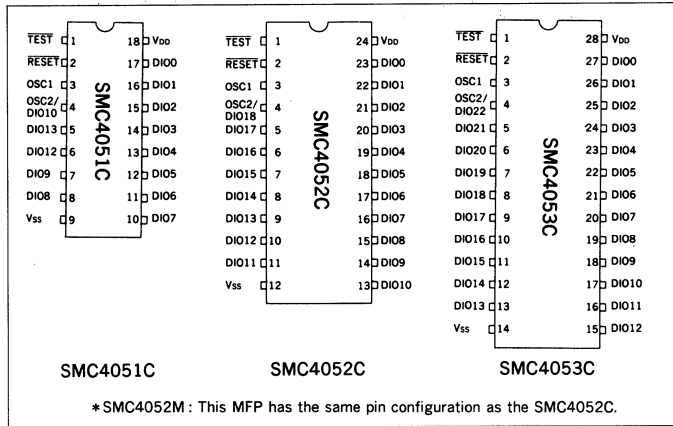 TEST 1 18 VDD
RESET 2 17 DIO0
OSC1 3 16 DIO1
OSC2/
DIO10 4 15 DIO2
DIO13 5 14 DIO3
DIO12 6 13 DIO4
DIO9 7 12 DIO5
DIO8 8 11 DIO6
Vss 9 10 DIO7
SMC4051C
SMC4051C
TEST 1 24 VDD
RESET 2 23 DIO0
OSC1 3 22 DIO1
OSC2/
DIO18 4 21 DIO2
DIO17 5 20 DIO3
DIO16 6 19 DIO4
DIO15 7 18 DIO5
DIO14 8 17 DIO6
DIO13 9 16 DIO7
DIO12 10 15 DIO8
DIO11 11 14 DIO9
Vss 12 13 DIO10
SMC4052C
SMC4052C
TEST 1 28 VDD
RESET 2 27 DIO0
OSC1 3 26 DIO1
OSC2/
DIO22 4 25 DIO2
DIO21 5 24 DIO3
DIO20 6 23 DIO4
DIO19 7 22 DIO5
DIO18 8 21 DIO6
DIO17 9 20 DIO7
DIO16 10 19 DIO8
DIO15 11 18 DIO9
DIO14 12 17 DIO10
DIO13 13 16 DIO11
Vss 14 15 DIO12
SMC4053C
SMC4053C
*SMC4052M : This MFP has the same pin configuration as the SMC4052C.